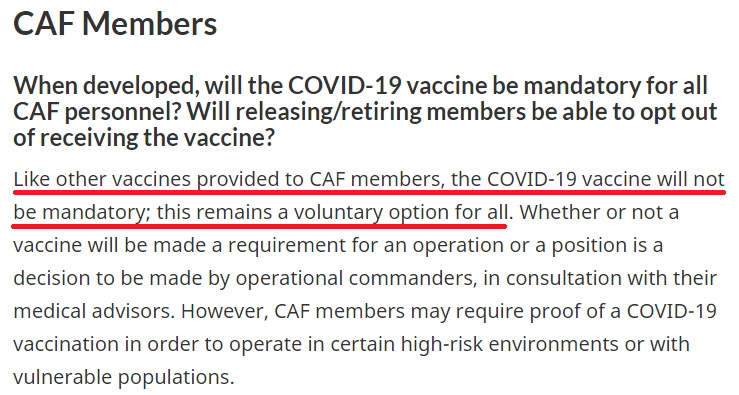 CAF Members
When developed, will the COVID-19 vaccine be mandatory for all
CAF personnel? Will releasing/retiring members be able to opt out
of receiving the vaccine?
Like other vaccines provided to CAF members, the COVID-19 vaccine will not
be mandatory; this remains a voluntary option for all. Whether or not a
vaccine will be made a requirement for an operation or a position is a
decision to be made by operational commanders, in consultation with their
medical advisors. However, CAF members may require proof of a COVID-19
vaccination in order to operate in certain high-risk environments or with
vulnerable populations.